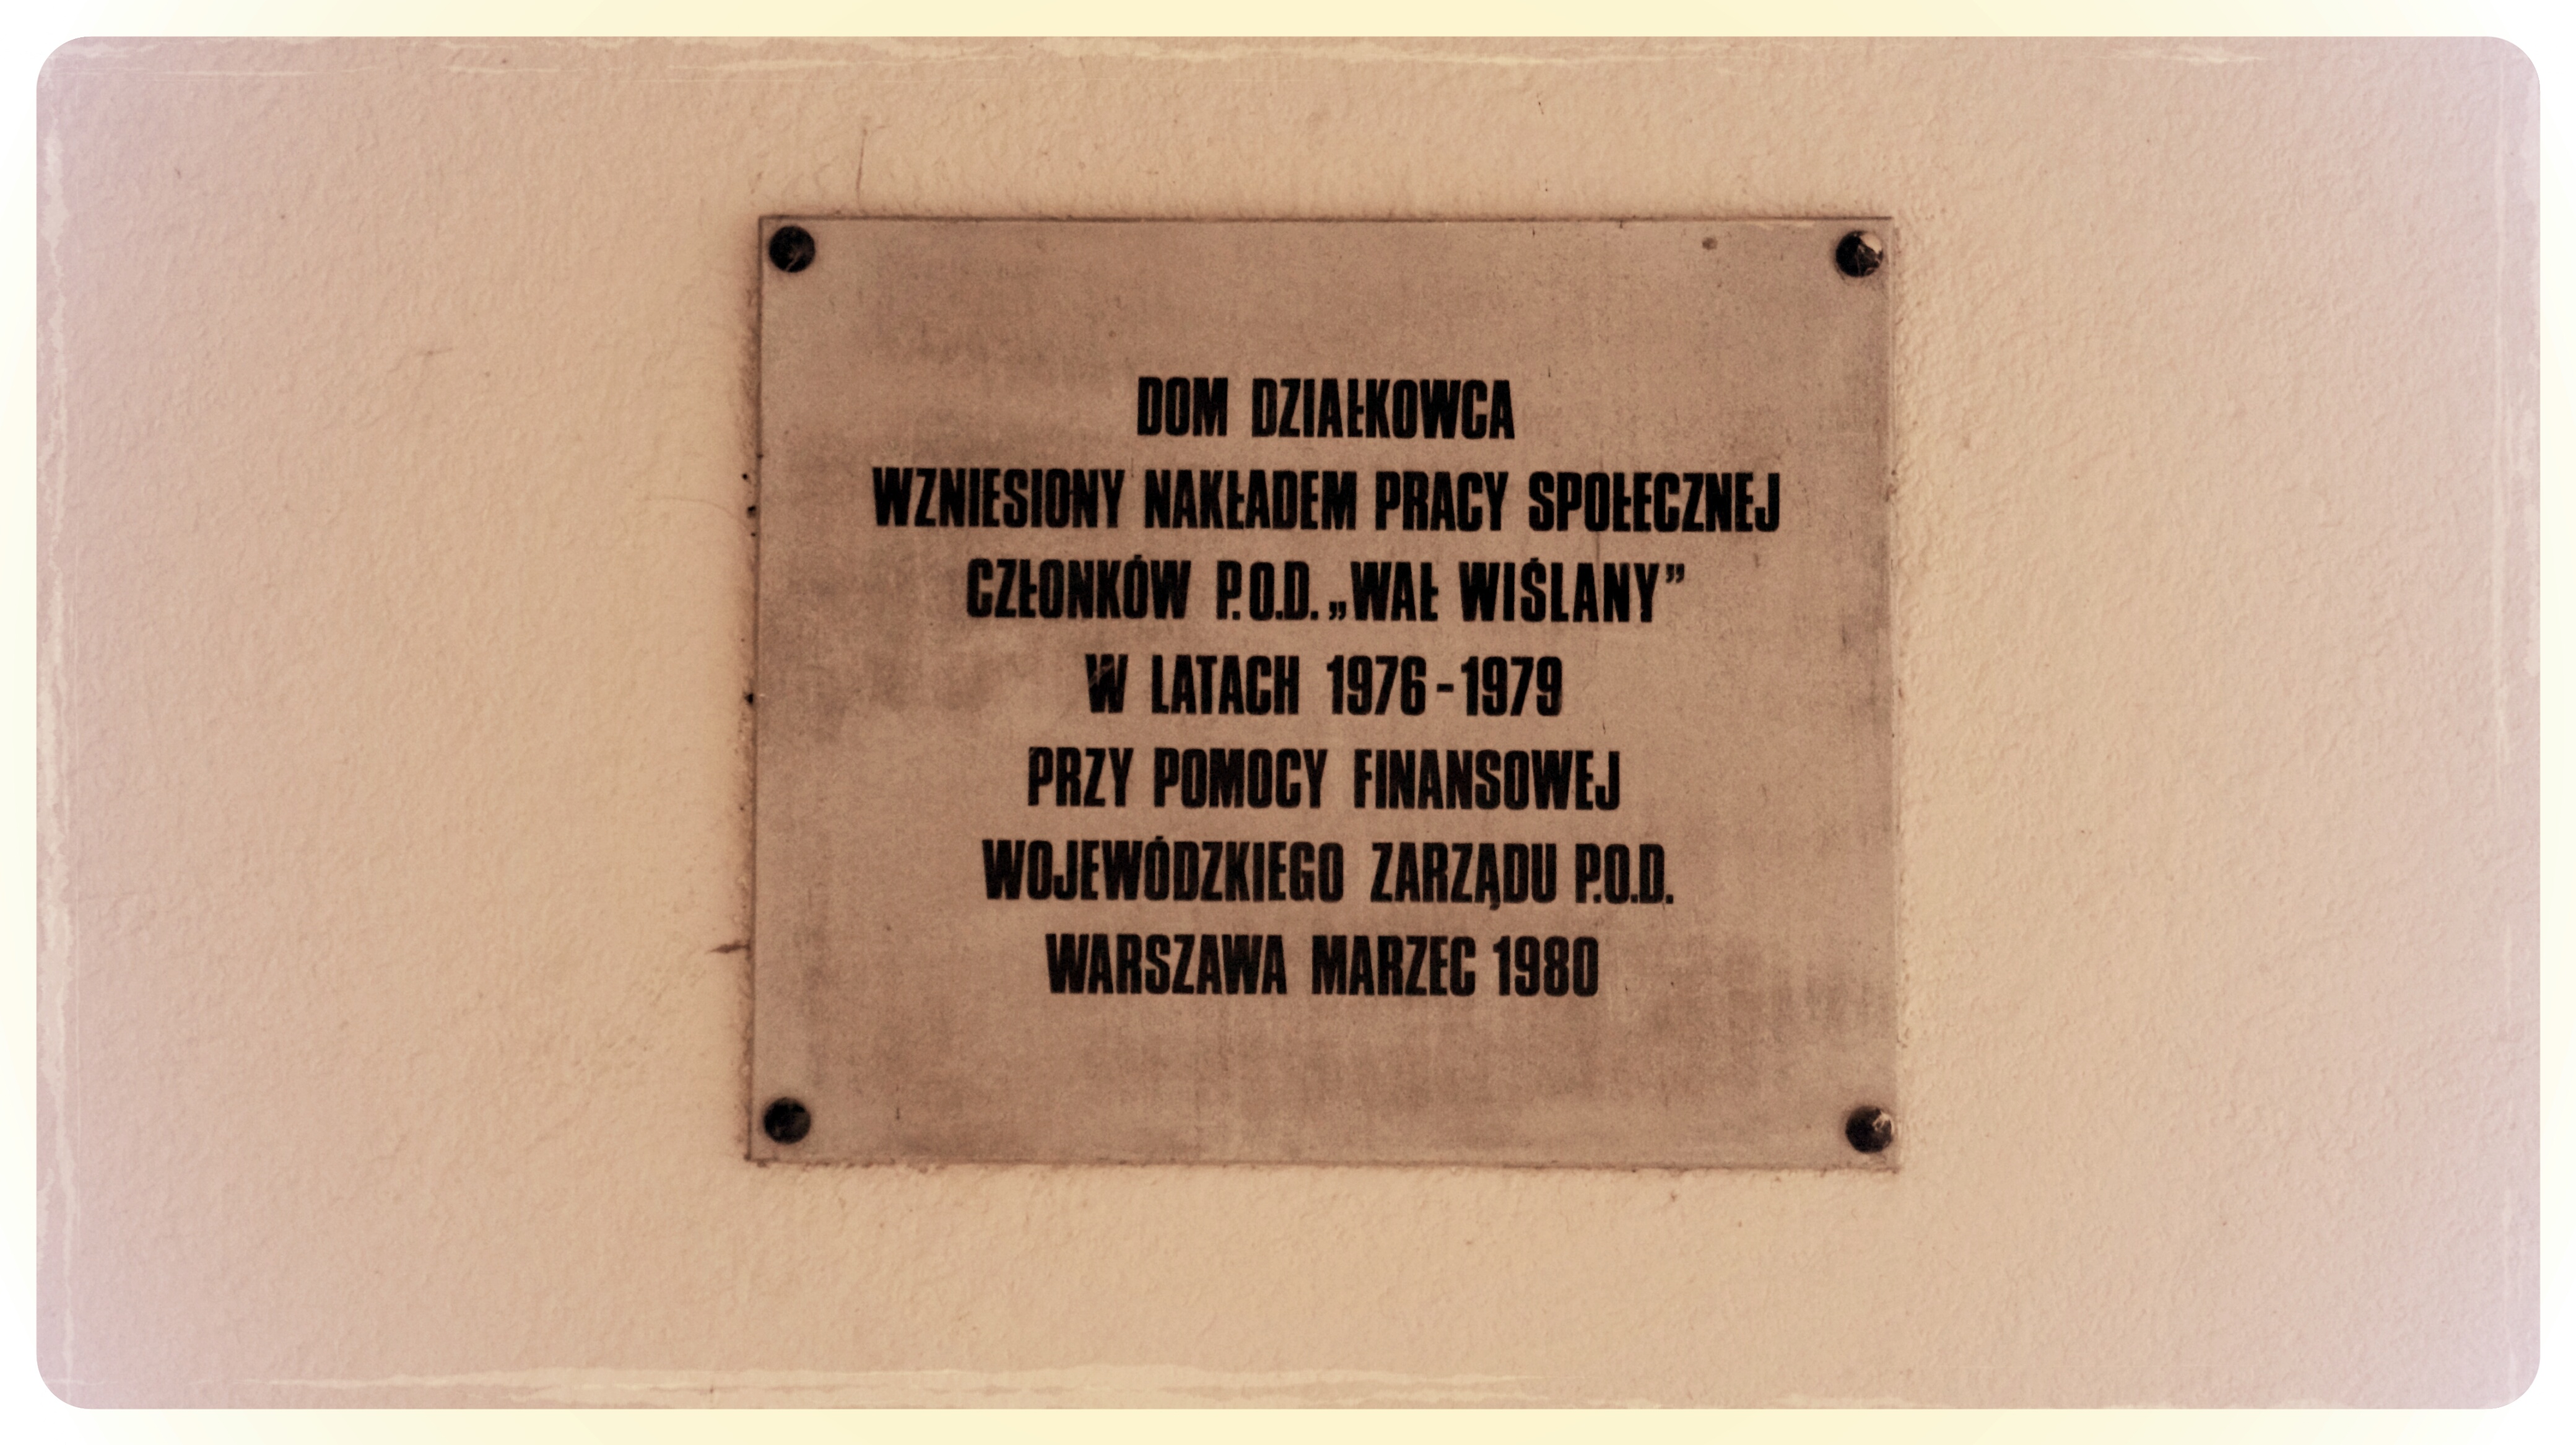 DOM DZIAŁKOWCA
WZNIESIONY NAKŁADEM PRACY SPOŁECZNEJ
CZŁONKÓW P.O.D. „WAŁ WIŚLANY”
W LATACH 1976-1979
PRZY POMOCY FINANSOWEJ
WOJEWÓDZKIEGO ZARZĄDU P.O.D.
WARSZAWA MARZEC 1980